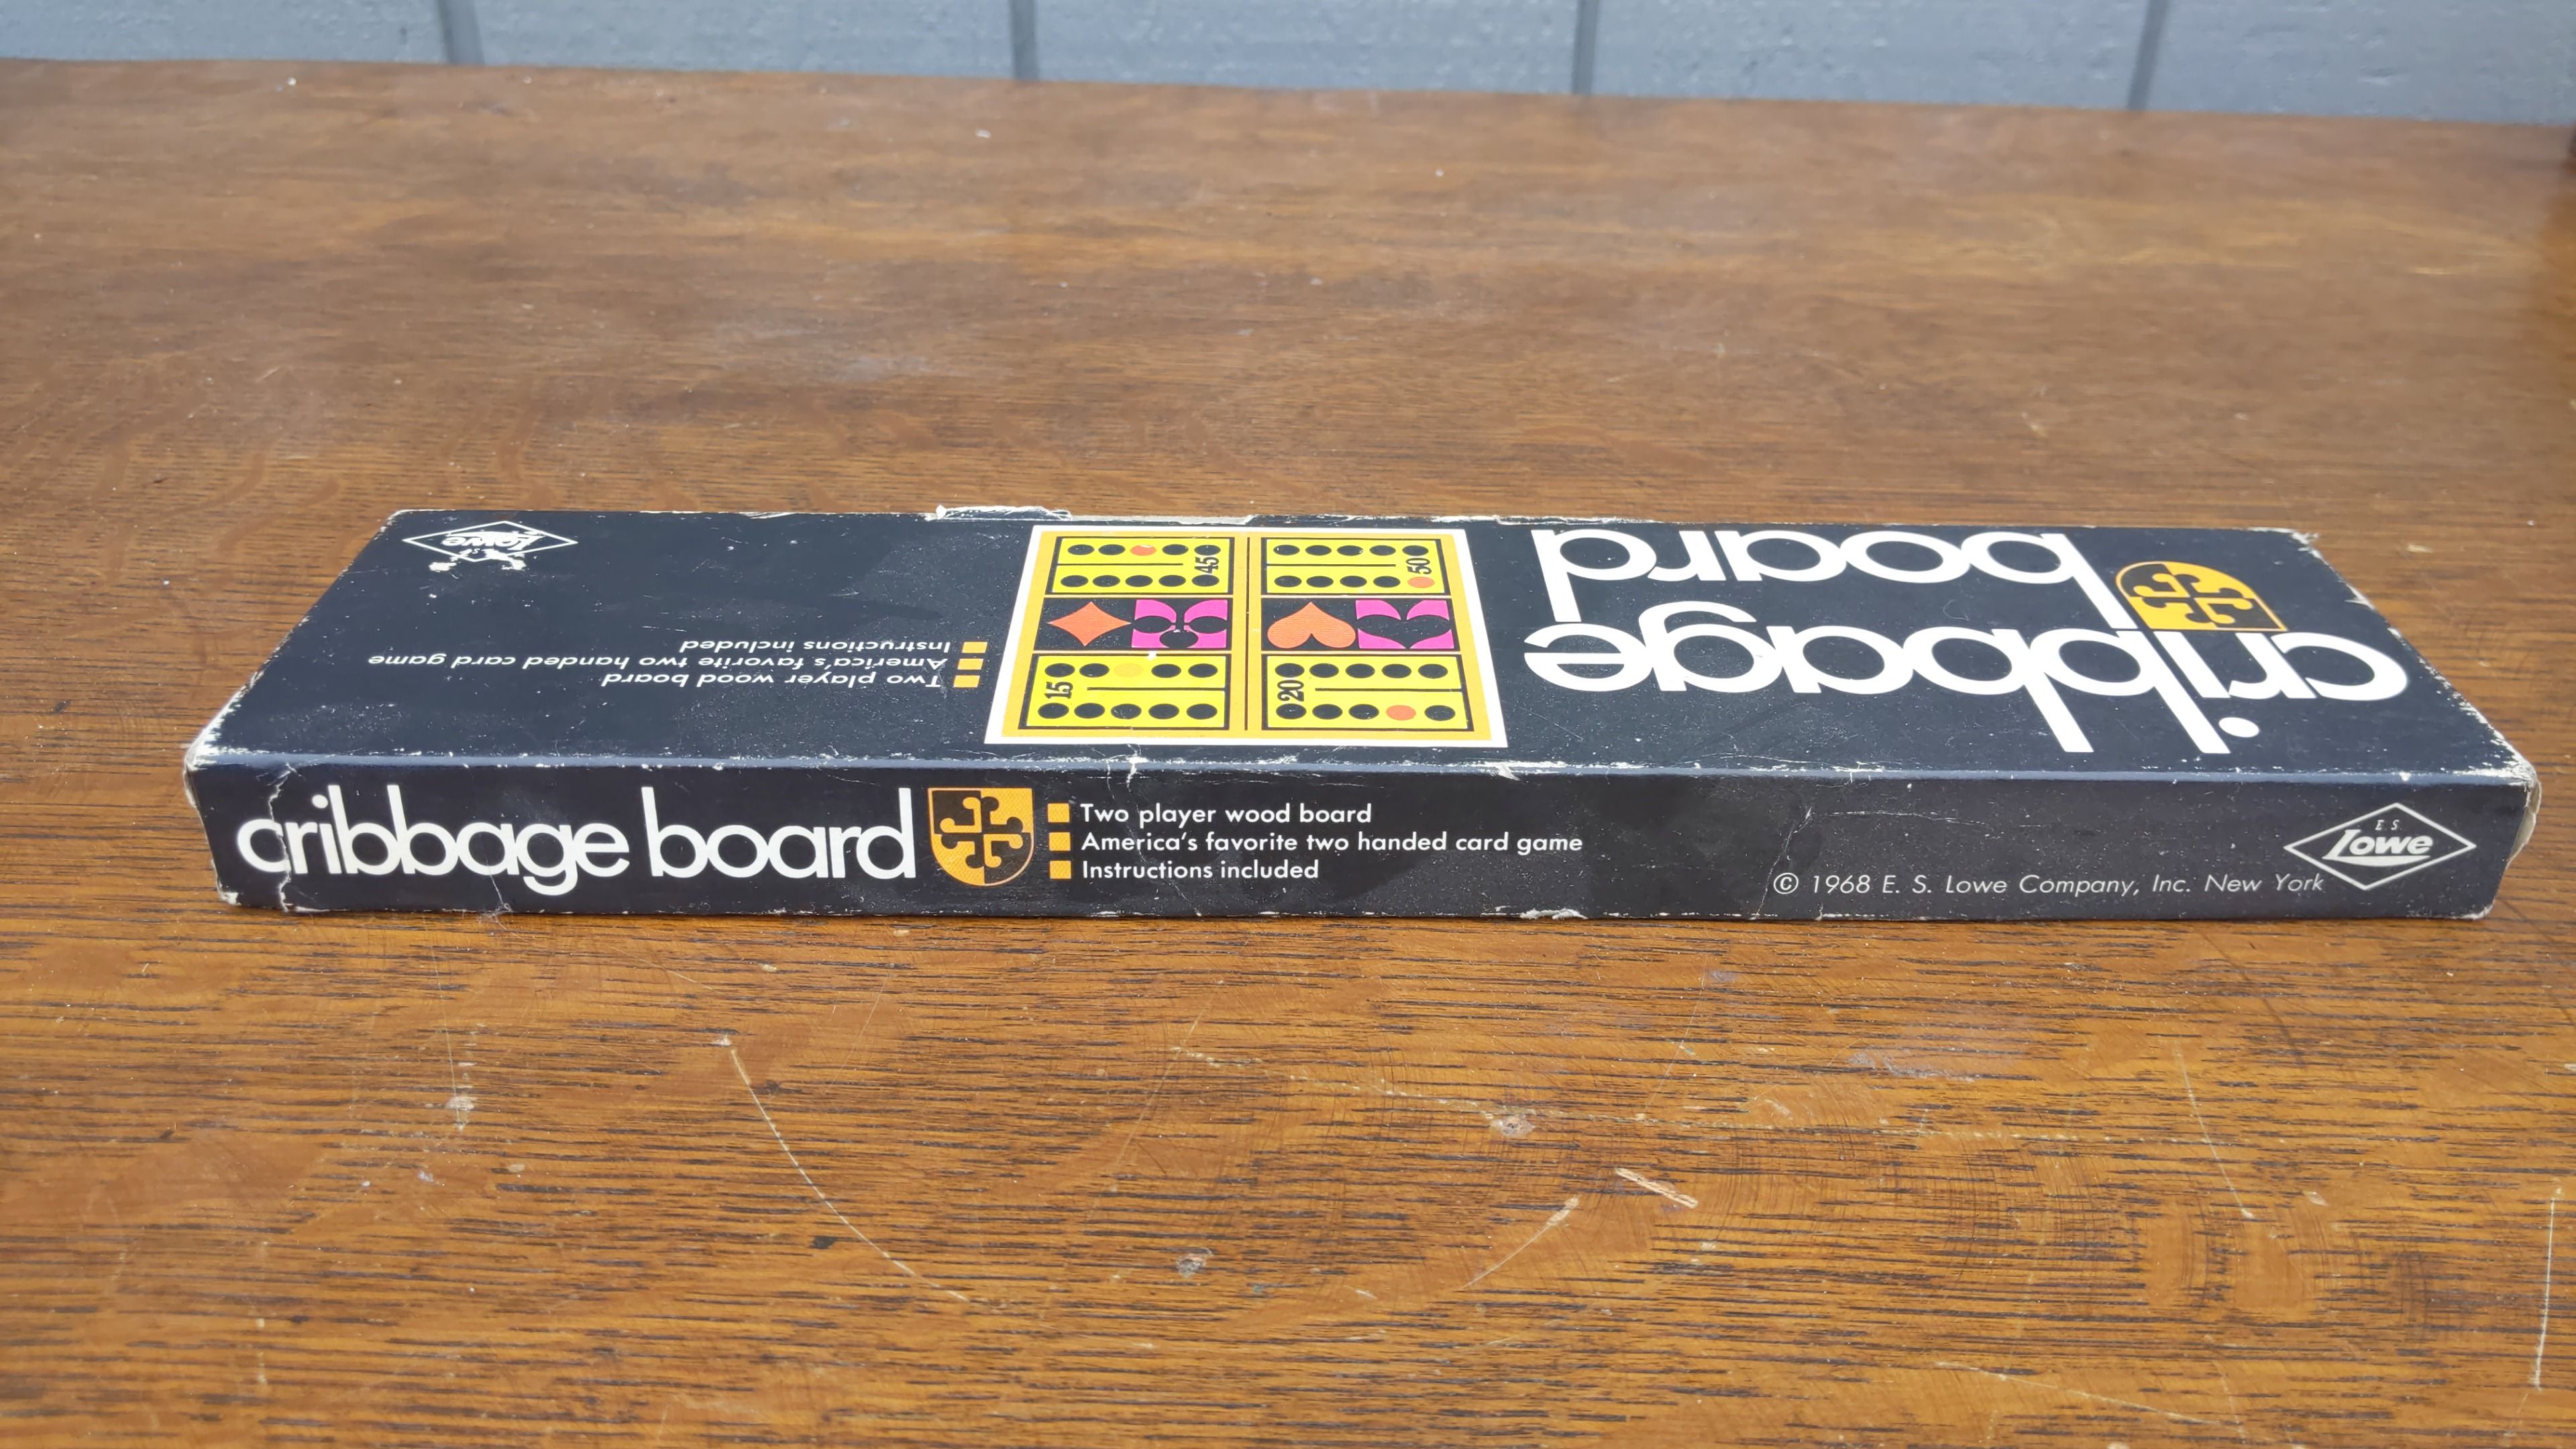 Lowe
Instructions included
America's favorite two handed card game
Two player wood board
45
50
15
20
cribbage
board
cribbage board
Two player wood board
America's favorite two handed card game
Instructions included
© 1968 E. S. Lowe Company, Inc. New York
E. S.
Lowe